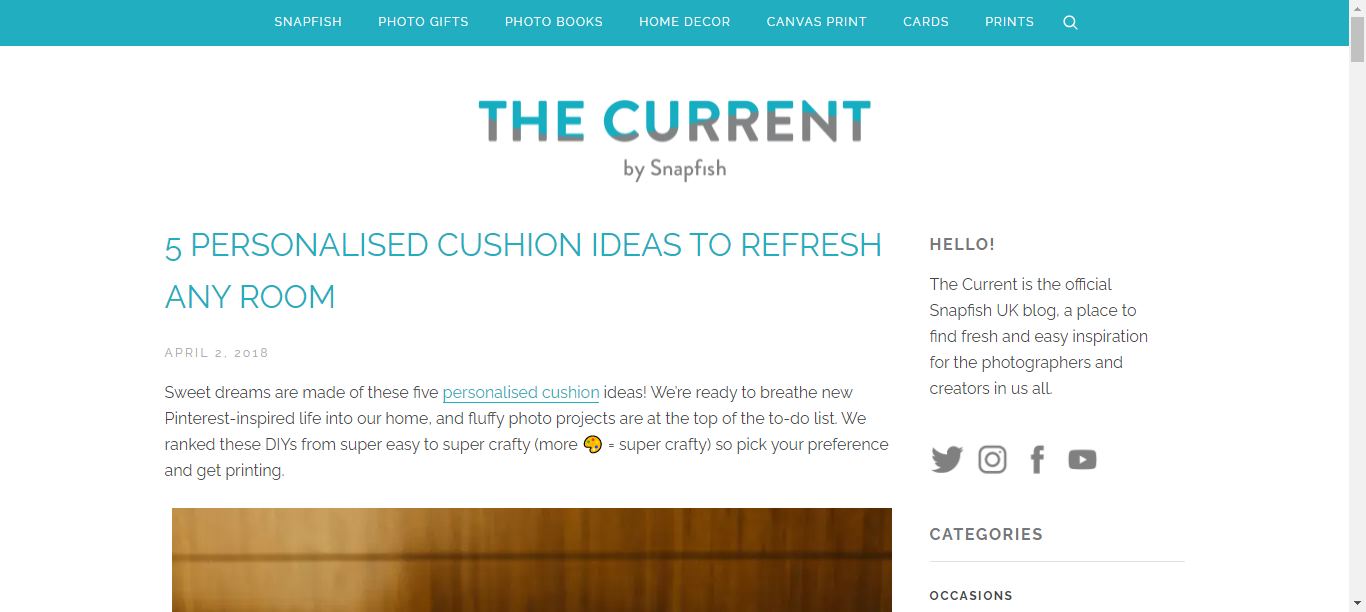 SNAPFISH PHOTO GIFTS PHOTO BOOKS HOME DECOR CANVAS PRINT CARDS PRINTS
THE CURRENT
by Snapfish
5 PERSONALISED CUSHION IDEAS TO REFRESH
ANY ROOM
APRIL 2, 2018
Sweet dreams are made of these five personalised cushion ideas! We're ready to breathe new
Pinterest-inspired life into our home, and fluffy photo projects are at the top of the to-do list. We
ranked these DIYs from super easy to super crafty (more 🎨 = super crafty) so pick your preference
and get printing.
HELLO!
The Current is the official
Snapfish UK blog, a place to
find fresh and easy inspiration
for the photographers and
creators in us all.
CATEGORIES
OCCASIONS